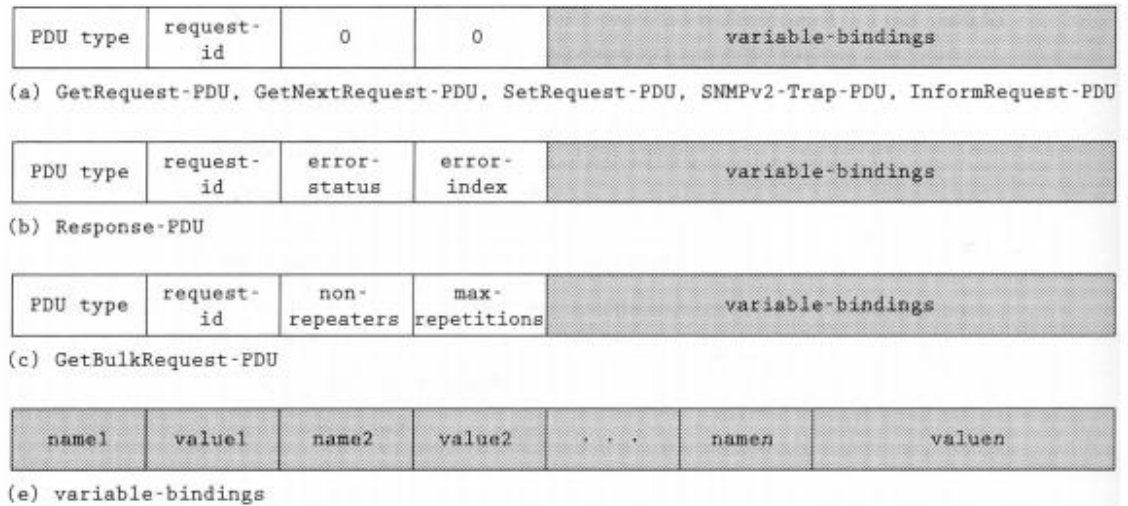 PDU type request-id 0 0 variable-bindings
(a) GetRequest-PDU, GetNextRequest-PDU, SetRequest-PDU, SNMPv2-Trap-PDU, InformRequest-PDU
PDU type request-id error-status error-index variable-bindings
(b) Response-PDU
PDU type request-id non-repeaters max-repetitions variable-bindings
(c) GetBulkRequest-PDU
name1 value1 name2 value2 . . . namen valuen
(e) variable-bindings